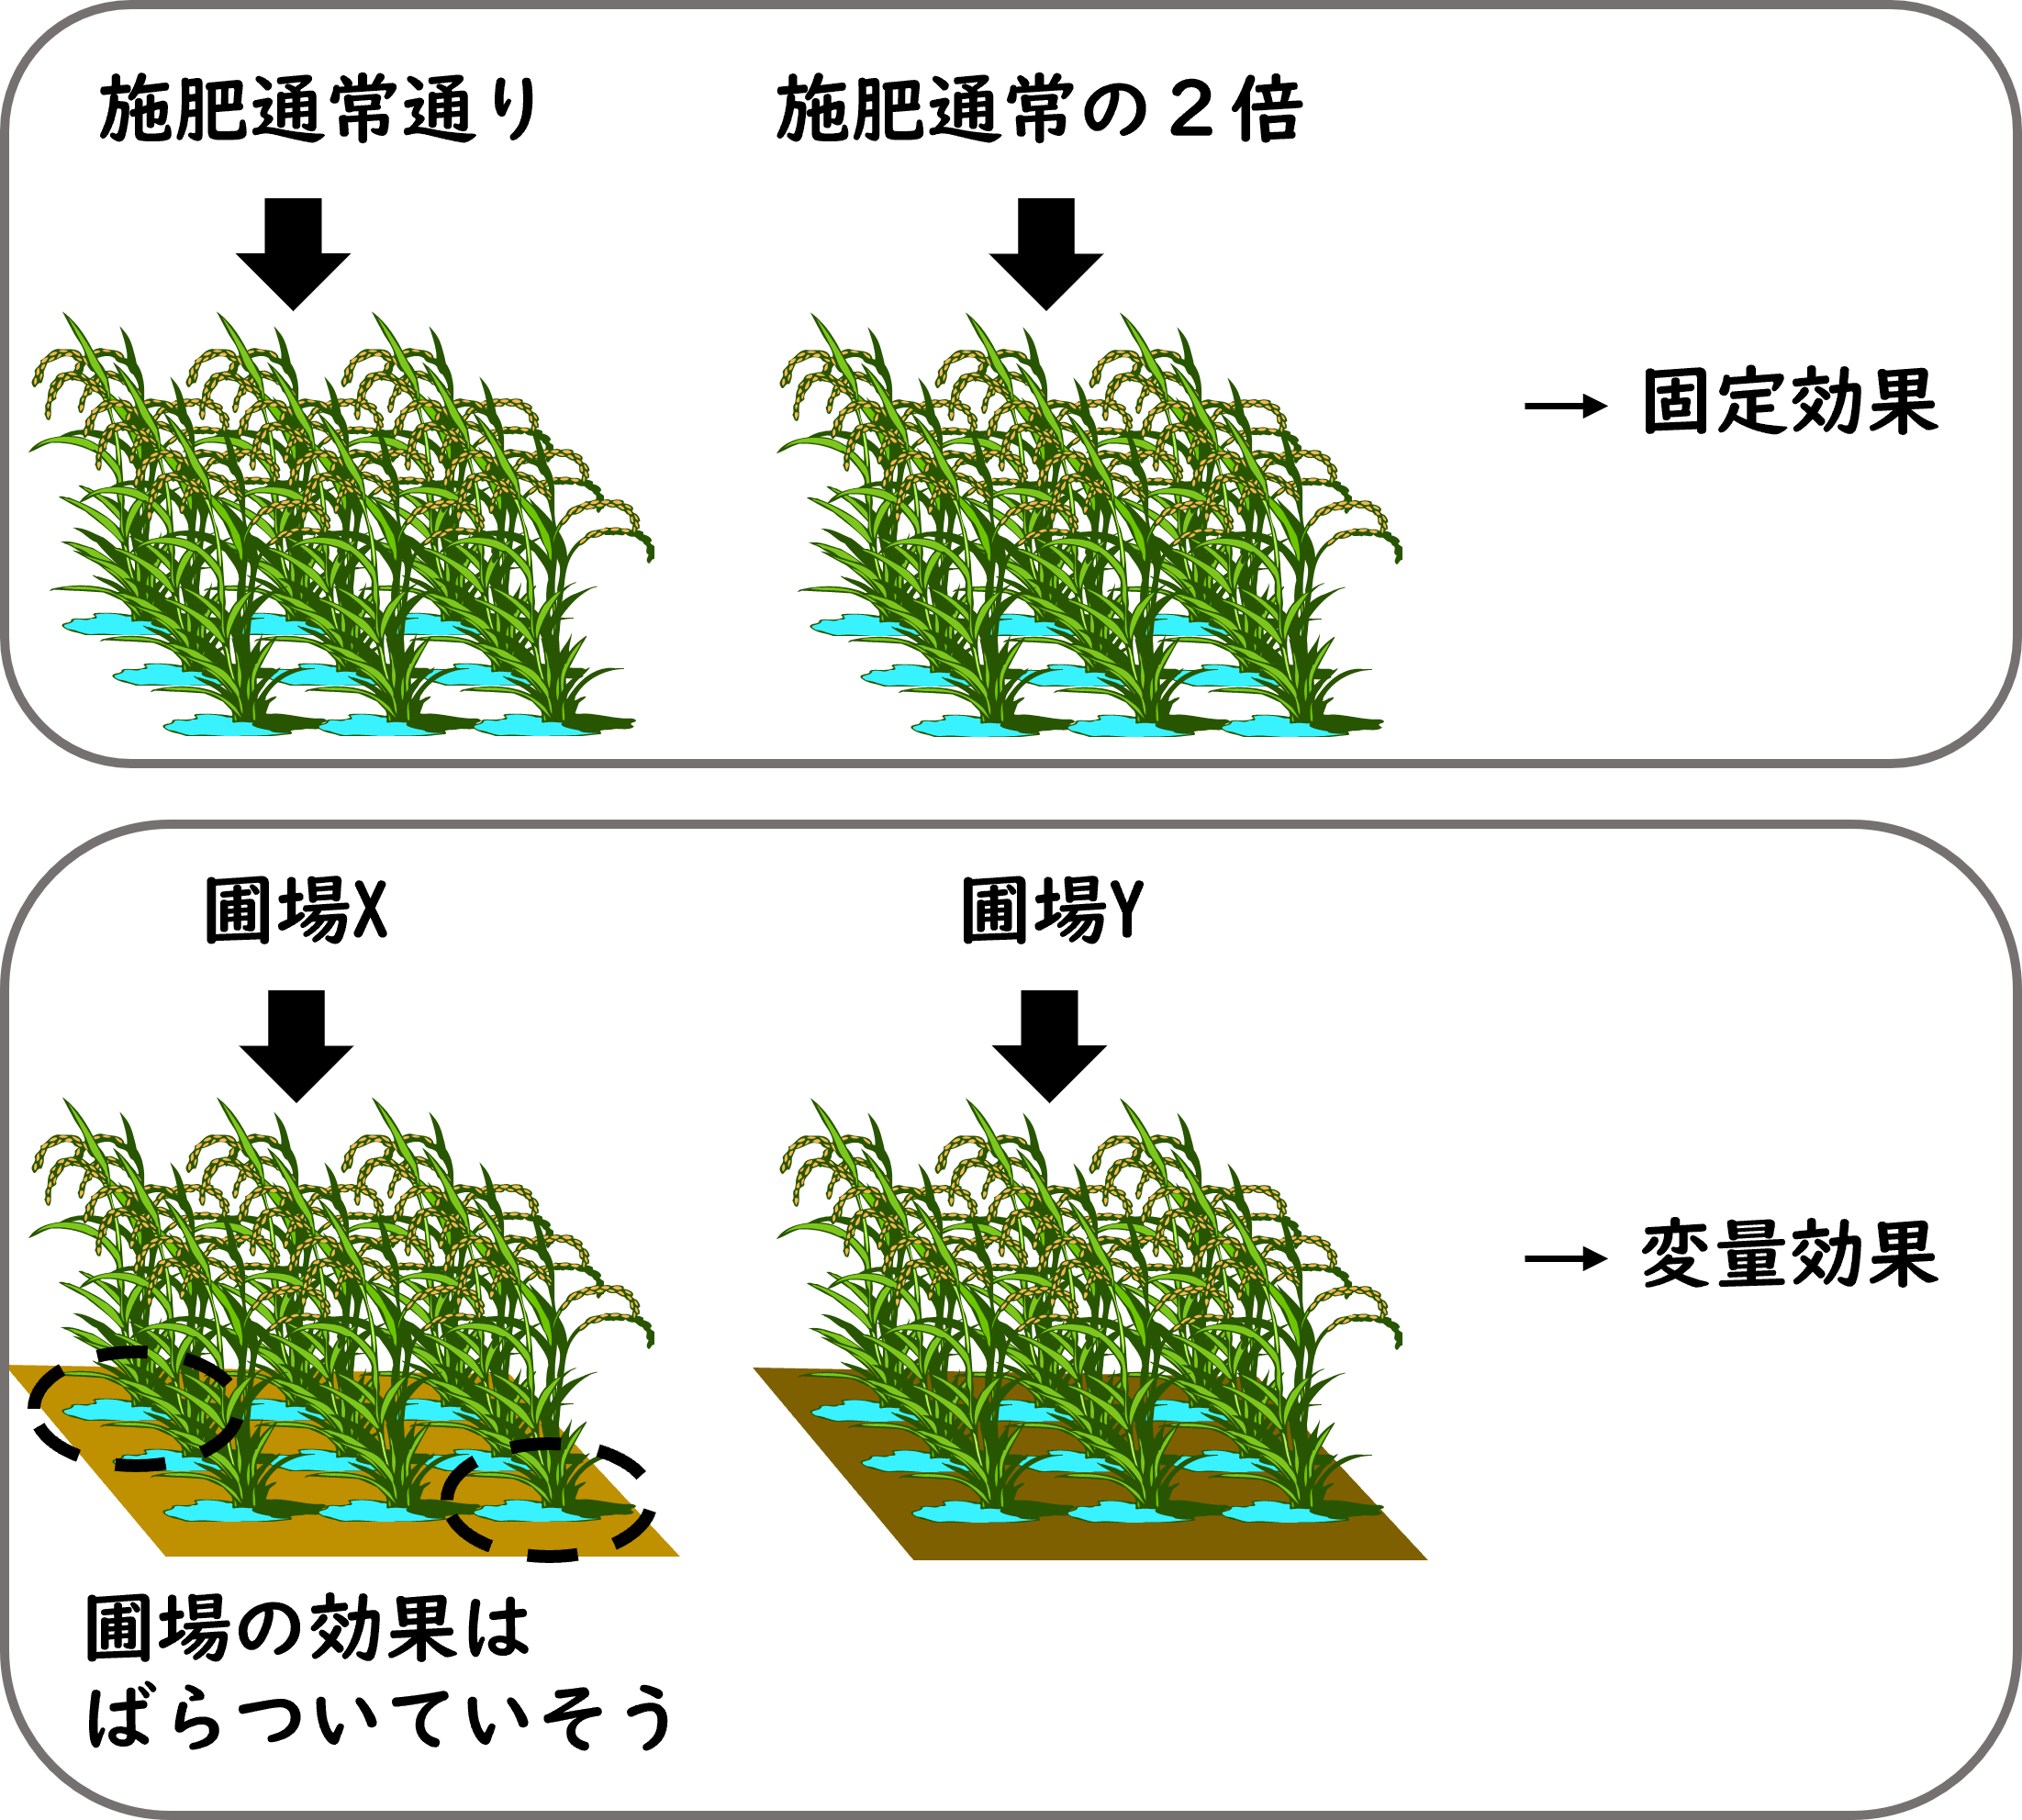 施肥通常通り
施肥通常の２倍
→ 固定効果
圃場X
圃場Y
→ 変量効果
圃場の効果は
ばらついていそう